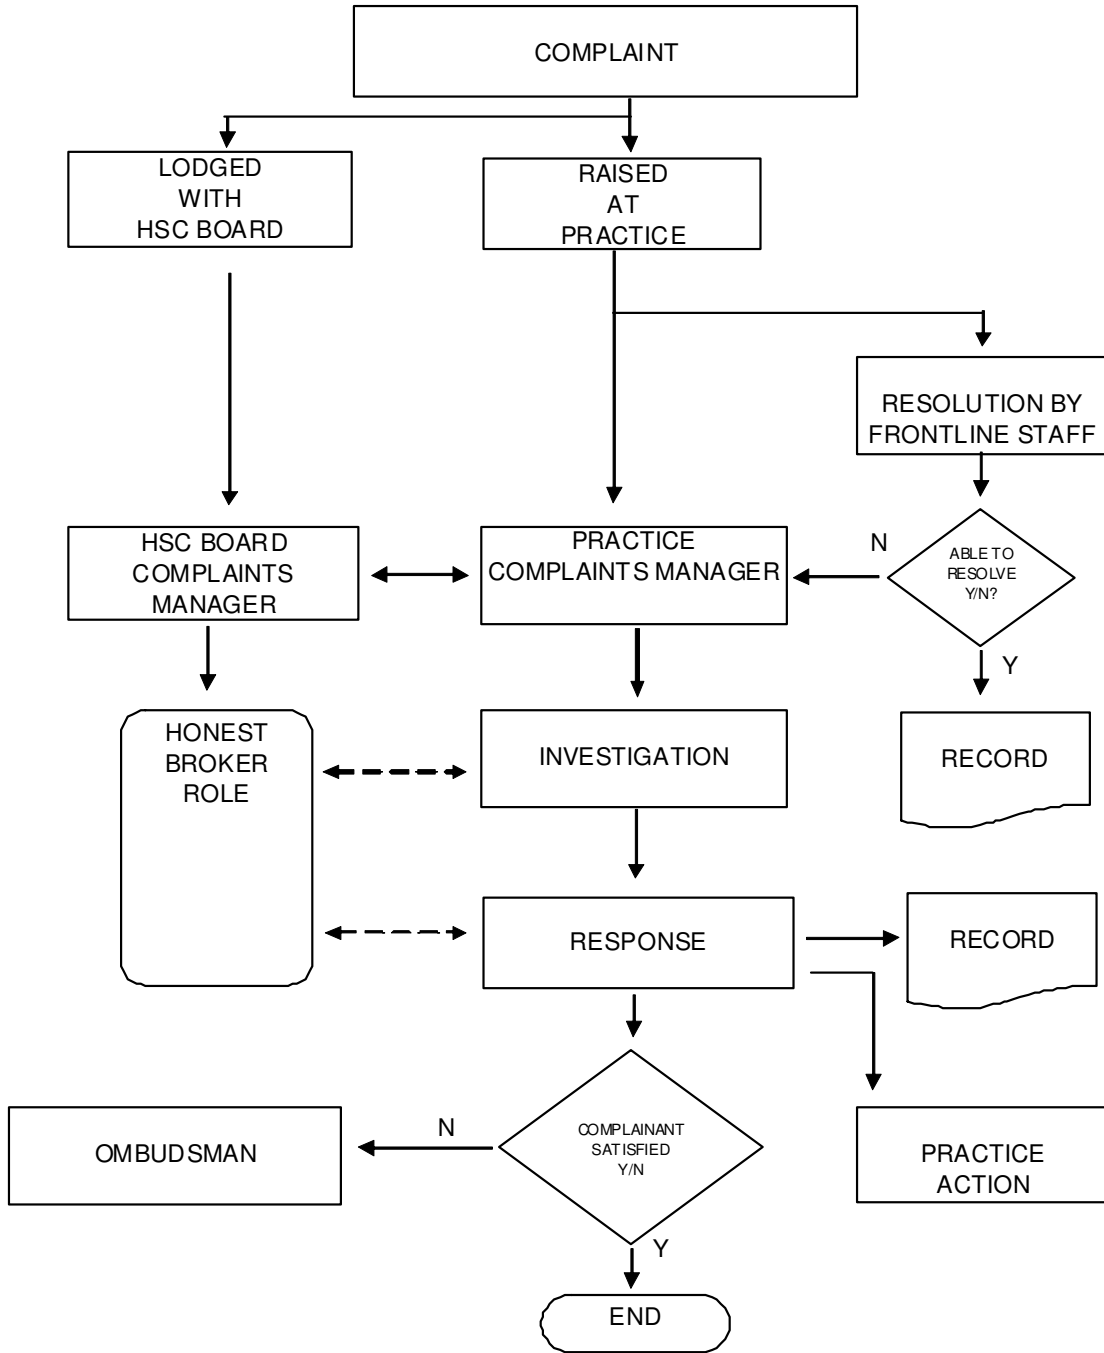 COMPLAINT
LODGED
WITH
HSC BOARD
RAISED
AT
PRACTICE
RESOLUTION BY
FRONTLINE STAFF
HSC BOARD
COMPLAINTS
MANAGER
PRACTICE
COMPLAINTS MANAGER
N
ABLE TO
RESOLVE
Y/N?
Y
HONEST
BROKER
ROLE
INVESTIGATION
RECORD
RESPONSE
RECORD
OMBUDSMAN
N
COMPLAINANT
SATISFIED
Y/N
PRACTICE
ACTION
Y
END